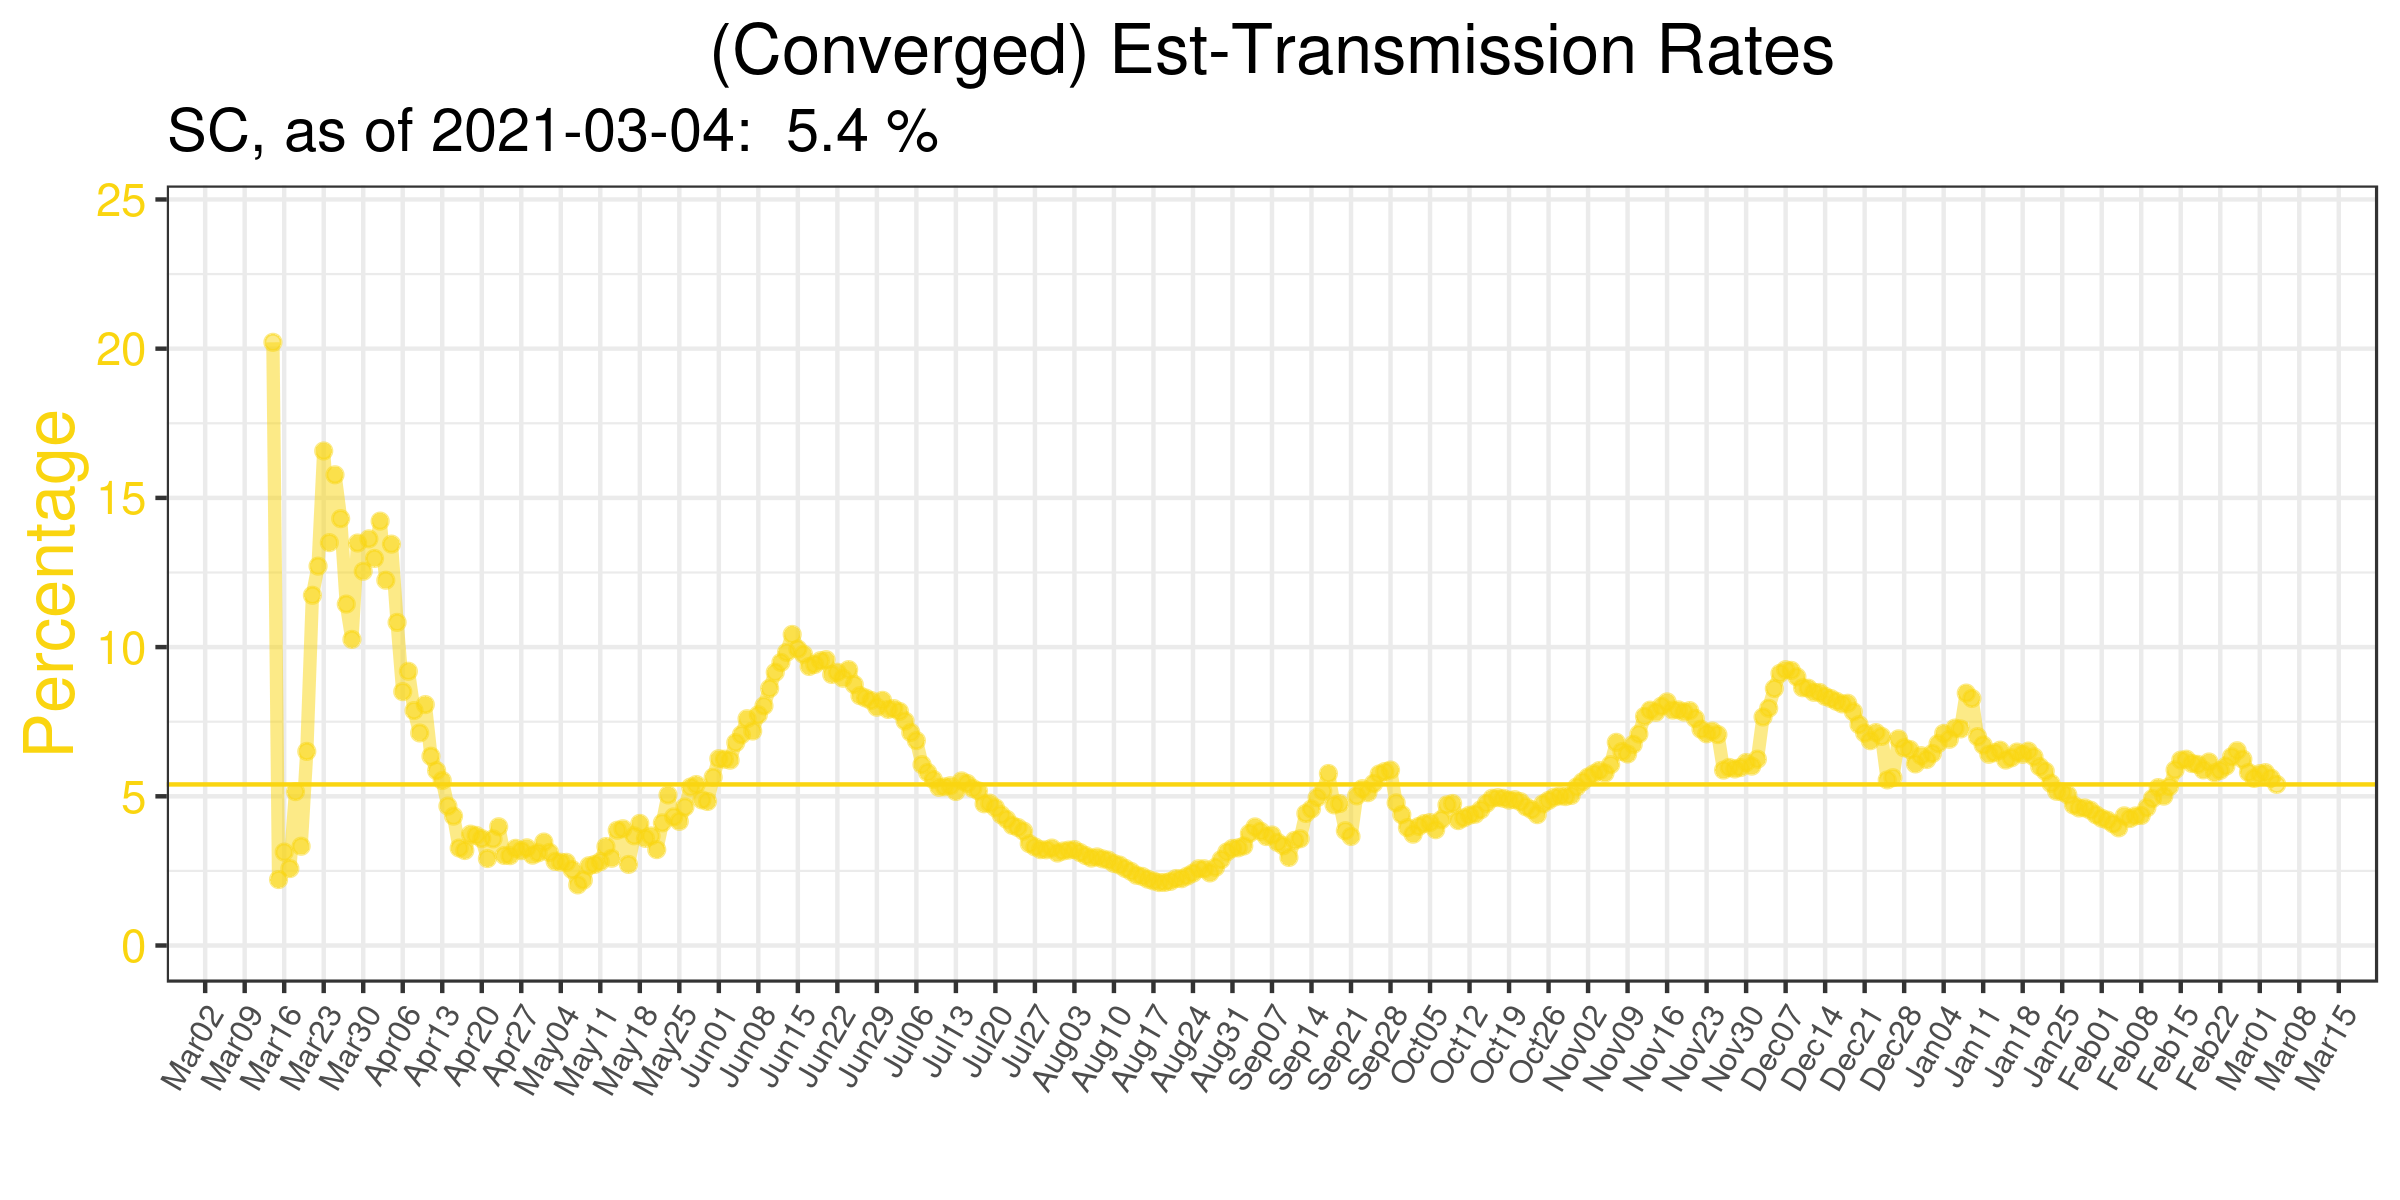 (Converged) Est-Transmission Rates
SC, as of 2021-03-04:  5.4 %
Percentage
25
20
15
10
5
0
Mar02
Mar09
Mar16
Mar23
Mar30
Apr06
Apr13
Apr20
Apr27
May04
May11
May18
May25
Jun01
Jun08
Jun15
Jun22
Jun29
Jul06
Jul13
Jul20
Jul27
Aug03
Aug10
Aug17
Aug24
Aug31
Sep07
Sep14
Sep21
Sep28
Oct05
Oct12
Oct19
Oct26
Nov02
Nov09
Nov16
Nov23
Nov30
Dec07
Dec14
Dec21
Dec28
Jan04
Jan11
Jan18
Jan25
Feb01
Feb08
Feb15
Feb22
Mar01
Mar08
Mar15